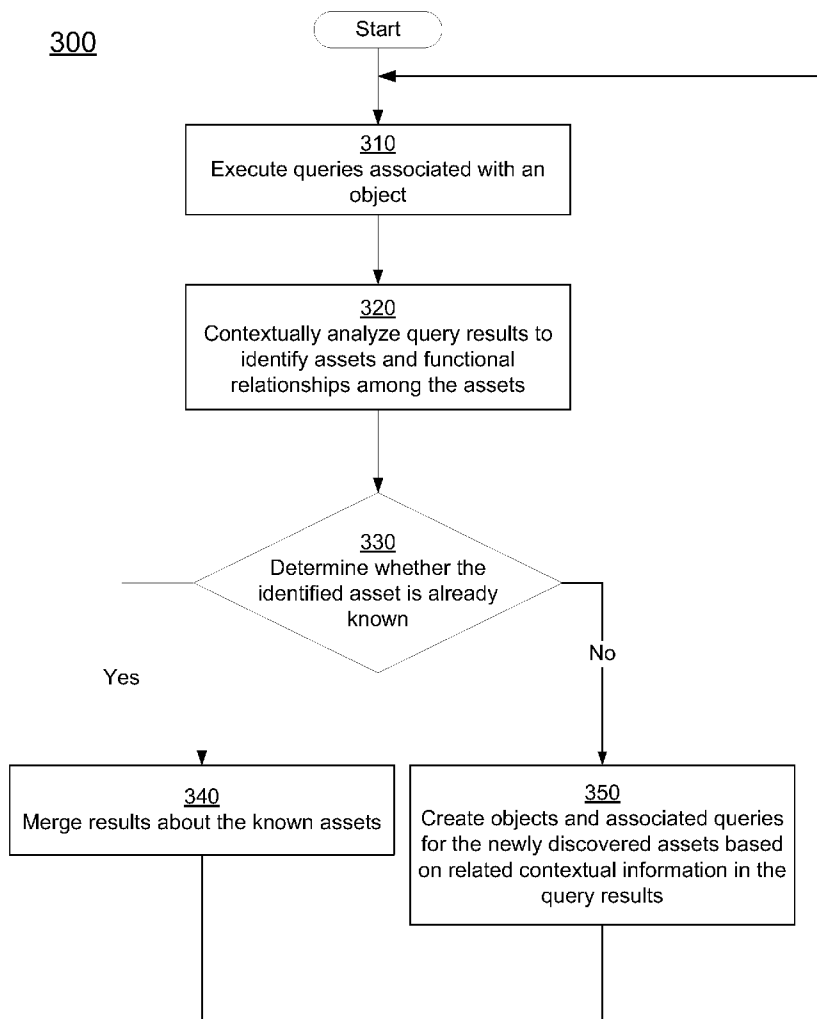 300
Start
310
Execute queries associated with an
object
320
Contextually analyze query results to
identify assets and functional
relationships among the assets
330
Determine whether the
identified asset is already
known
No
Yes
340
Merge results about the known assets
350
Create objects and associated queries
for the newly discovered assets based
on related contextual information in the
query results